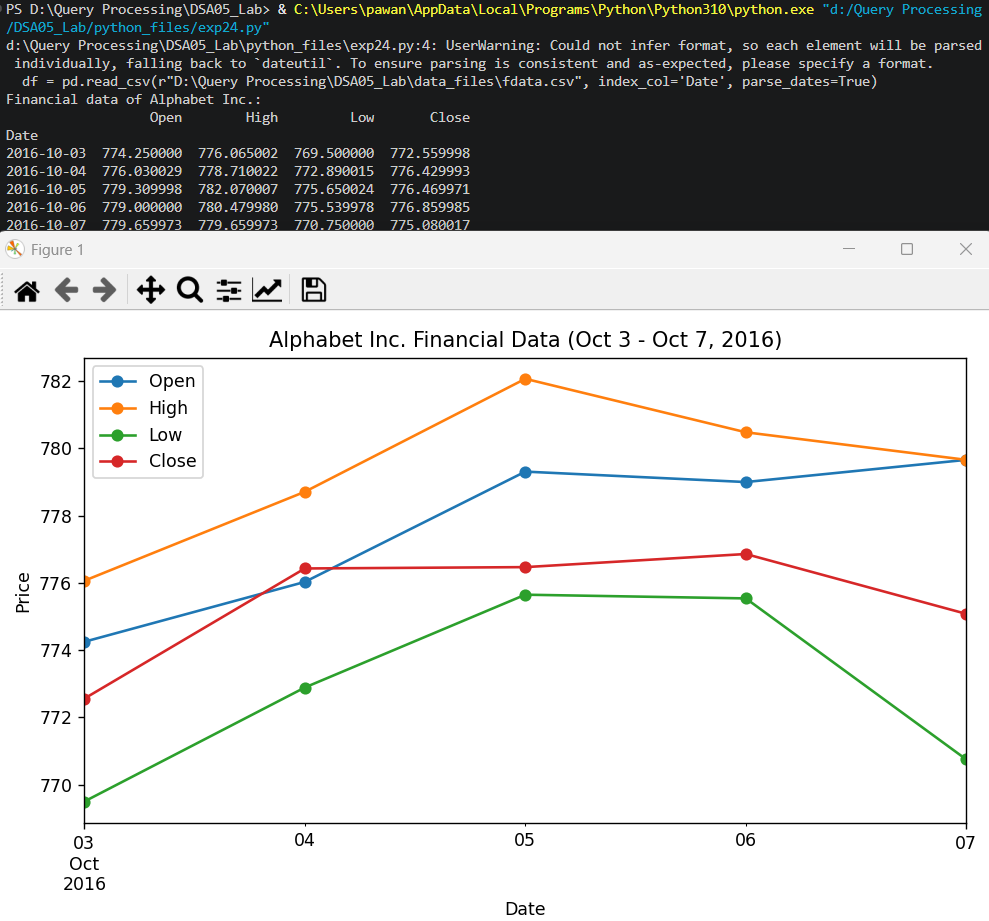 PS D:\Query Processing\DSA05_Lab> & C:\Users\pawan\AppData\Local\Programs\Python\Python310\python.exe "d:/Query Processing
/DSA05_Lab/python_files/exp24.py"
d:\Query Processing\DSA05_Lab\python_files\exp24.py:4: UserWarning: Could not infer format, so each element will be parsed
 individually, falling back to `dateutil`. To ensure parsing is consistent and as-expected, please specify a format.
  df = pd.read_csv(r"D:\Query Processing\DSA05_Lab\data_files\fdata.csv", index_col='Date', parse_dates=True)
Financial data of Alphabet Inc.:
Open High Low Close
Date
2016-10-03 774.250000 776.065002 769.500000 772.559998
2016-10-04 776.030029 778.710022 772.890015 776.429993
2016-10-05 779.309998 782.070007 775.650024 776.469971
2016-10-06 779.000000 780.479980 775.539978 776.859985
2016-10-07 779.659973 779.659973 770.750000 775.080017
Figure 1
Alphabet Inc. Financial Data (Oct 3 - Oct 7, 2016)
Open
High
Low
Close
782
780
778
776
774
772
770
Price
03 04 05 06 07
Oct
2016
Date